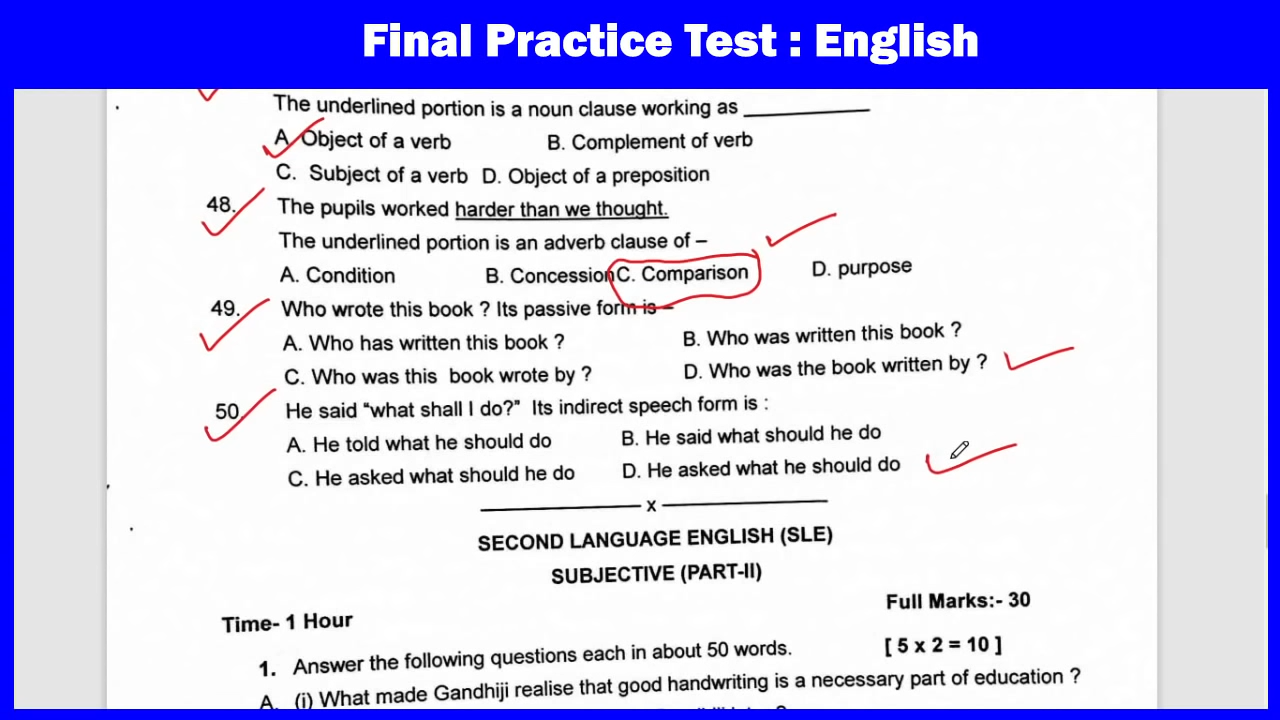 Final Practice Test : English
The underlined portion is a noun clause working as ___________
A. Object of a verb B. Complement of verb
C. Subject of a verb D. Object of a preposition
48. The pupils worked harder than we thought.
The underlined portion is an adverb clause of –
A. Condition B. Concession C. Comparison D. purpose
49. Who wrote this book ? Its passive form is –
A. Who has written this book ? B. Who was written this book ?
C. Who was this book wrote by ? D. Who was the book written by ?
50. He said “what shall I do?” Its indirect speech form is :
A. He told what he should do B. He said what should he do
C. He asked what should he do D. He asked what he should do
x
SECOND LANGUAGE ENGLISH (SLE)
SUBJECTIVE (PART-II)
Time- 1 Hour Full Marks:- 30
1. Answer the following questions each in about 50 words. [ 5 x 2 = 10 ]
A. (i) What made Gandhiji realise that good handwriting is a necessary part of education ?